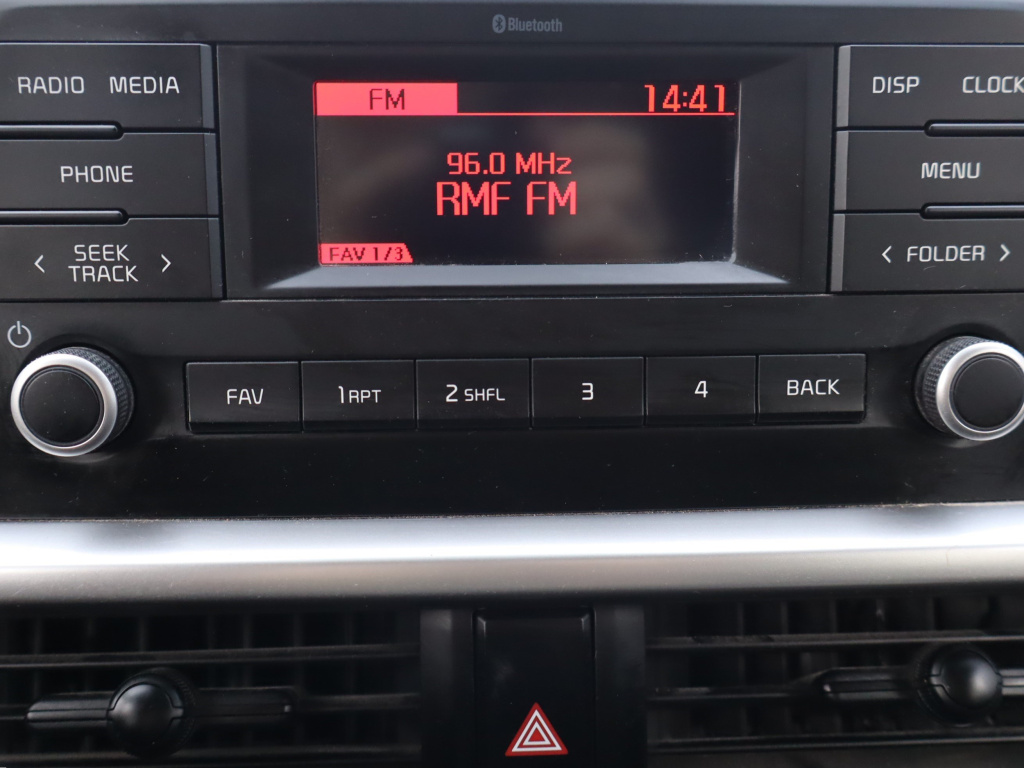 Bluetooth
RADIO MEDIA
PHONE
< SEEK TRACK >
FM 14:41
96.0 MHz
RMF FM
FAV 1/3
DISP CLOCK
MENU
< FOLDER >
FAV 1 RPT 2 SHFL 3 4 BACK